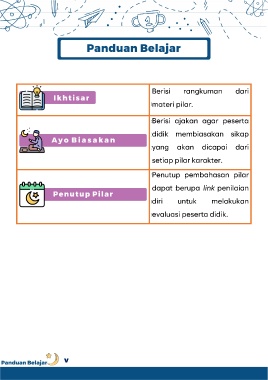 Panduan Belajar
Ikhtisar
Berisi rangkuman dari
materi pilar.
Ayo Biasakan
Berisi ajakan agar peserta
didik membiasakan sikap
yang akan dicapai dari
setiap pilar karakter.
Penutup Pilar
Penutup pembahasan pilar
dapat berupa link penilaian
diri untuk melakukan
evaluasi peserta didik.
Panduan Belajar V